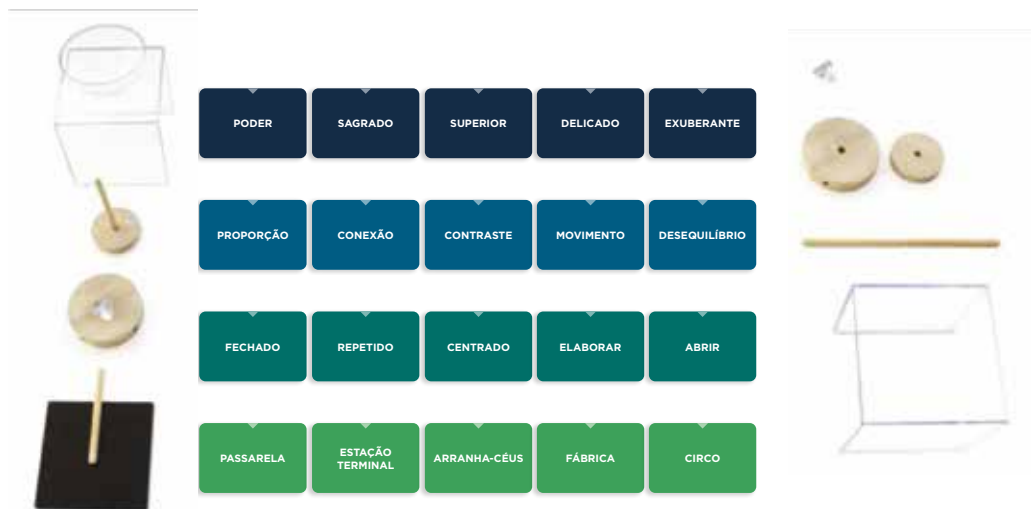 PODER
SAGRADO
SUPERIOR
DELICADO
EXUBERANTE
PROPORÇÃO
CONEXÃO
CONTRASTE
MOVIMENTO
DESEQUILÍBRIO
FECHADO
REPETIDO
CENTRADO
ELABORAR
ABRIR
PASSARELA
ESTAÇÃO
TERMINAL
ARRANHA-CÉUS
FÁBRICA
CIRCO